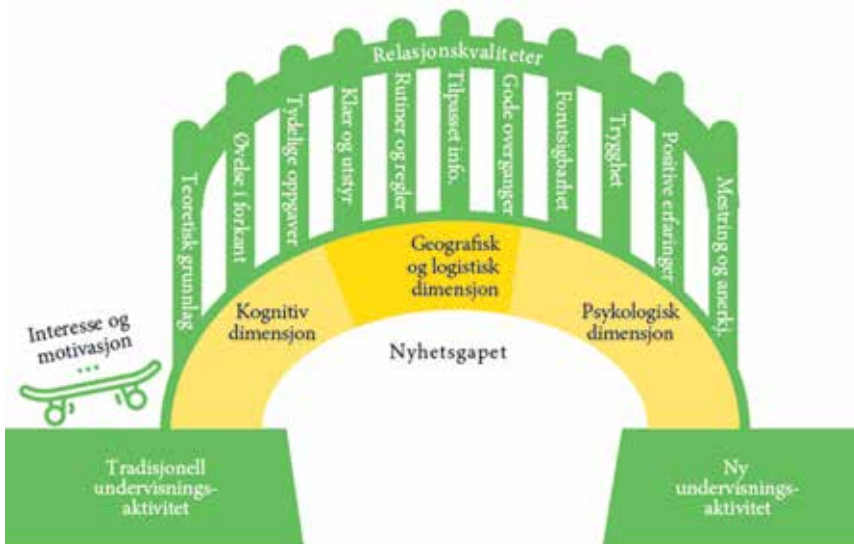 Relasjonskvaliteter
Teoretisk grunnlag
Øvelse i forkant
Tydelige oppgaver
Klær og utstyr
Rutiner og regler
Tilpasset info.
Gode overganger
Forutsigbarhet
Trygghet
Positive erfaringer
Mestring og anerkj.
Interesse og
motivasjon
...
Kognitiv
dimensjon
Geografisk
og logistisk
dimensjon
Psykologisk
dimensjon
Nyhetsgapet
Tradisjonell
undervisnings-
aktivitet
Ny
undervisnings-
aktivitet